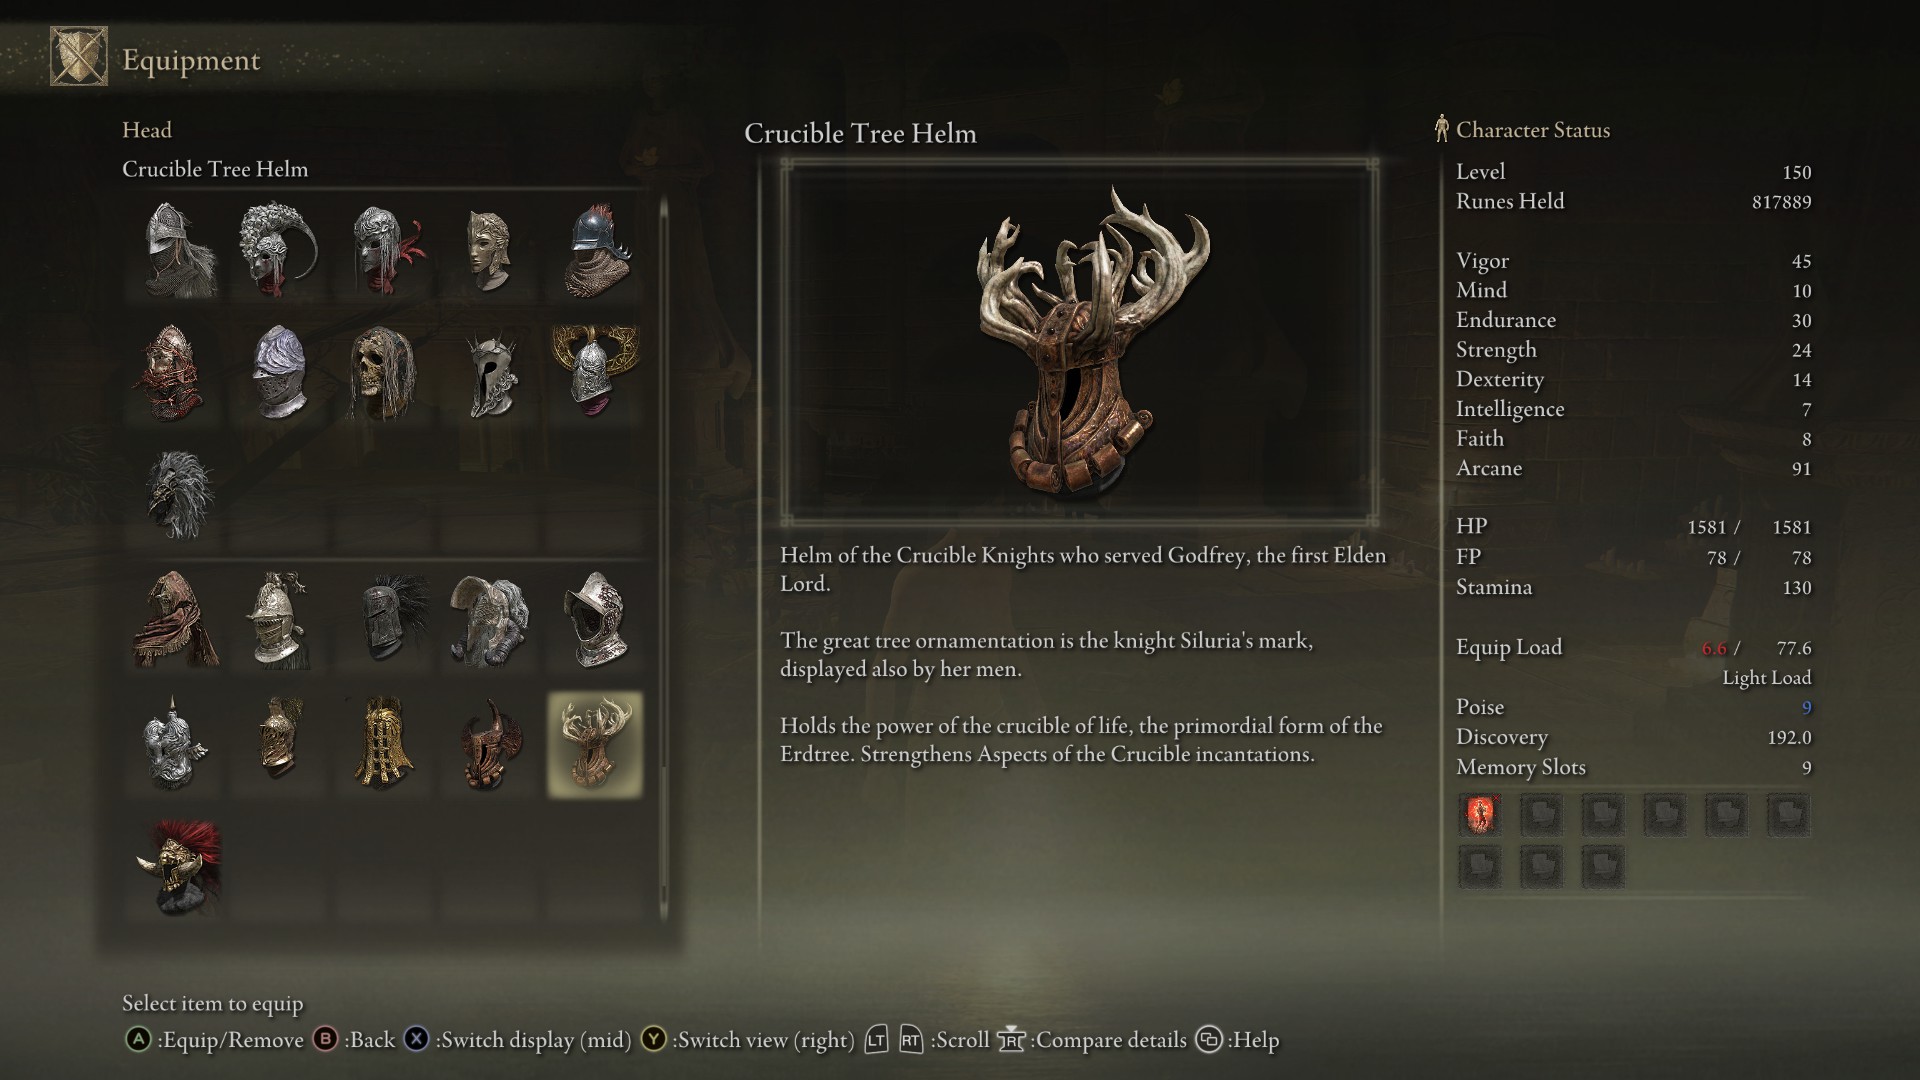 Equipment
Head
Crucible Tree Helm
Crucible Tree Helm
Helm of the Crucible Knights who served Godfrey, the first Elden
Lord.
The great tree ornamentation is the knight Siluria's mark,
displayed also by her men.
Holds the power of the crucible of life, the primordial form of the
Erdtree. Strengthens Aspects of the Crucible incantations.
Character Status
Level 150
Runes Held 817889
Vigor 45
Mind 10
Endurance 30
Strength 24
Dexterity 14
Intelligence 7
Faith 8
Arcane 91
HP 1581 / 1581
FP 78 / 78
Stamina 130
Equip Load 6.6 / 77.6
Light Load
Poise 9
Discovery 192.0
Memory Slots 9
Select item to equip
A :Equip/Remove B :Back X :Switch display (mid) Y :Switch view (right) LT RT :Scroll R :Compare details :Help